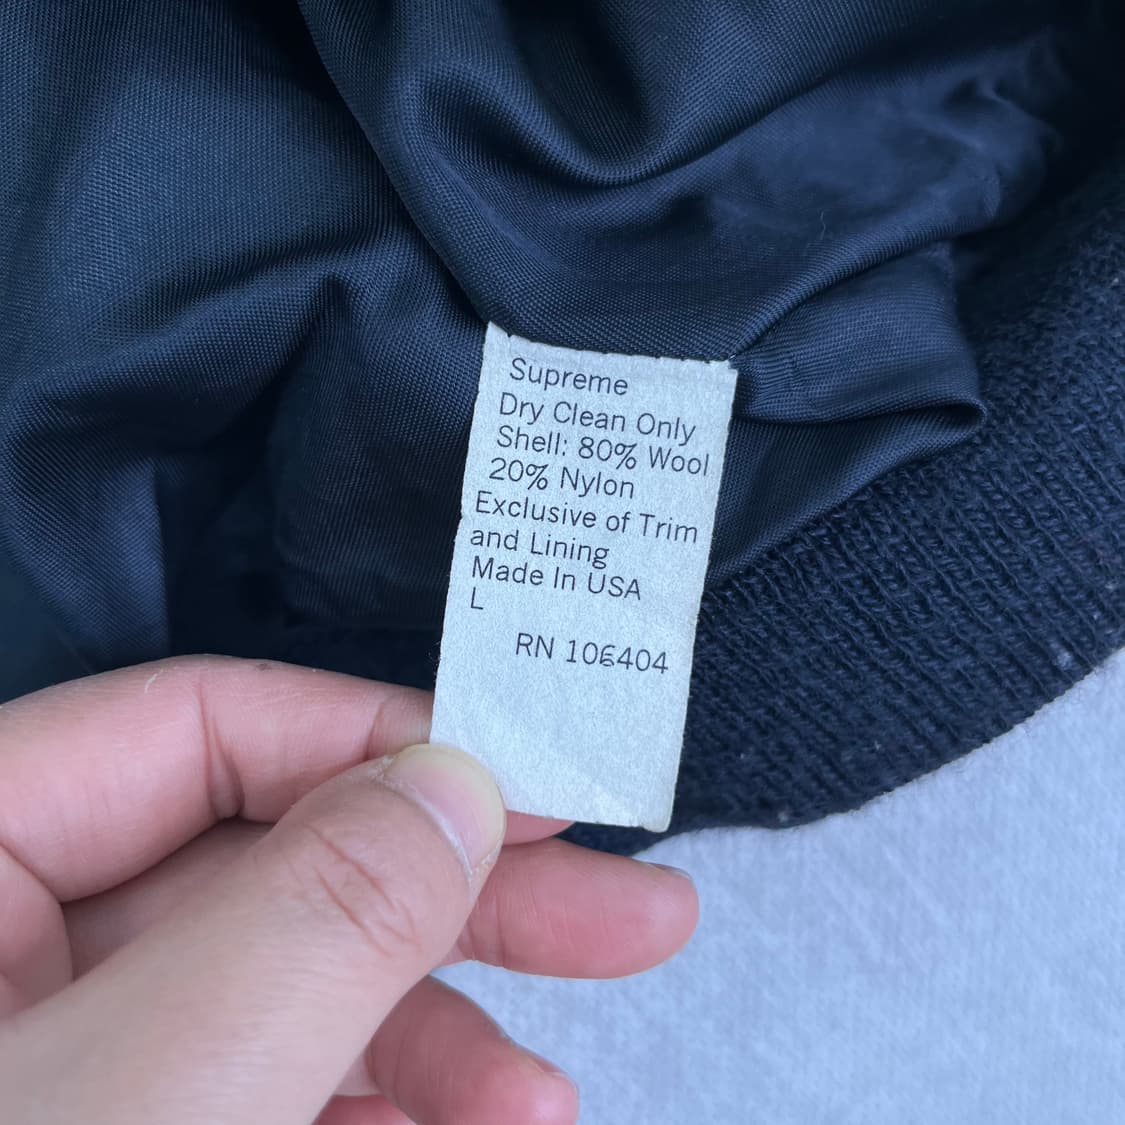 Supreme
Dry Clean Only
Shell: 80% Wool
20% Nylon
Exclusive of Trim
and Lining
Made In USA
L
RN 106404